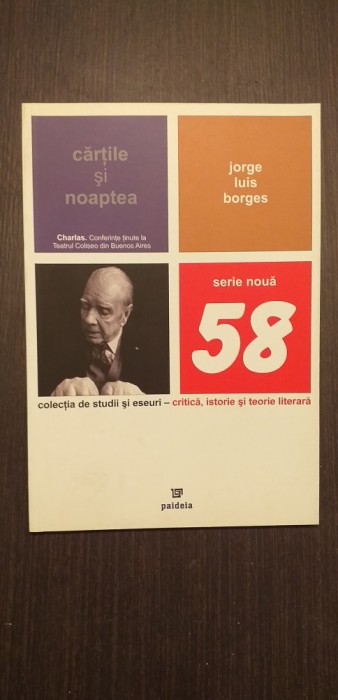 cărțile
și
noaptea
Charlas. Conferințe ținute la
Teatrul Coliseo din Buenos Aires
jorge
luis
borges
serie nouă
58
colecția de studii și eseuri – critică, istorie și teorie literară
paideia